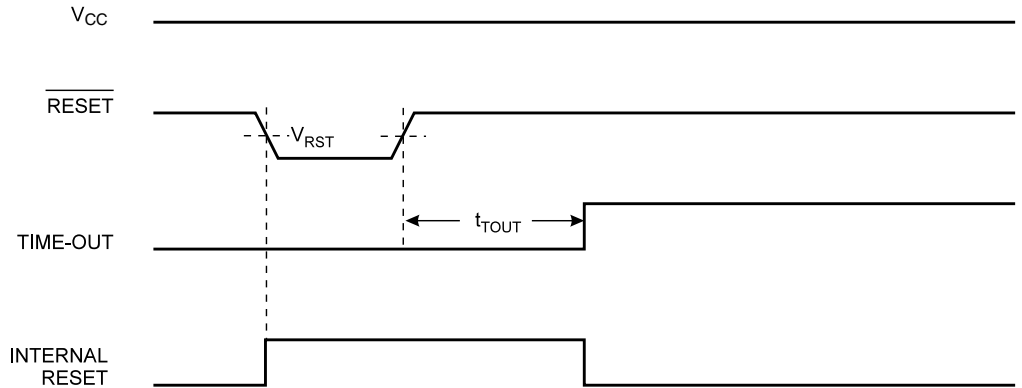 VCC
RESET
VRST
tTOUT
TIME-OUT
INTERNAL
RESET